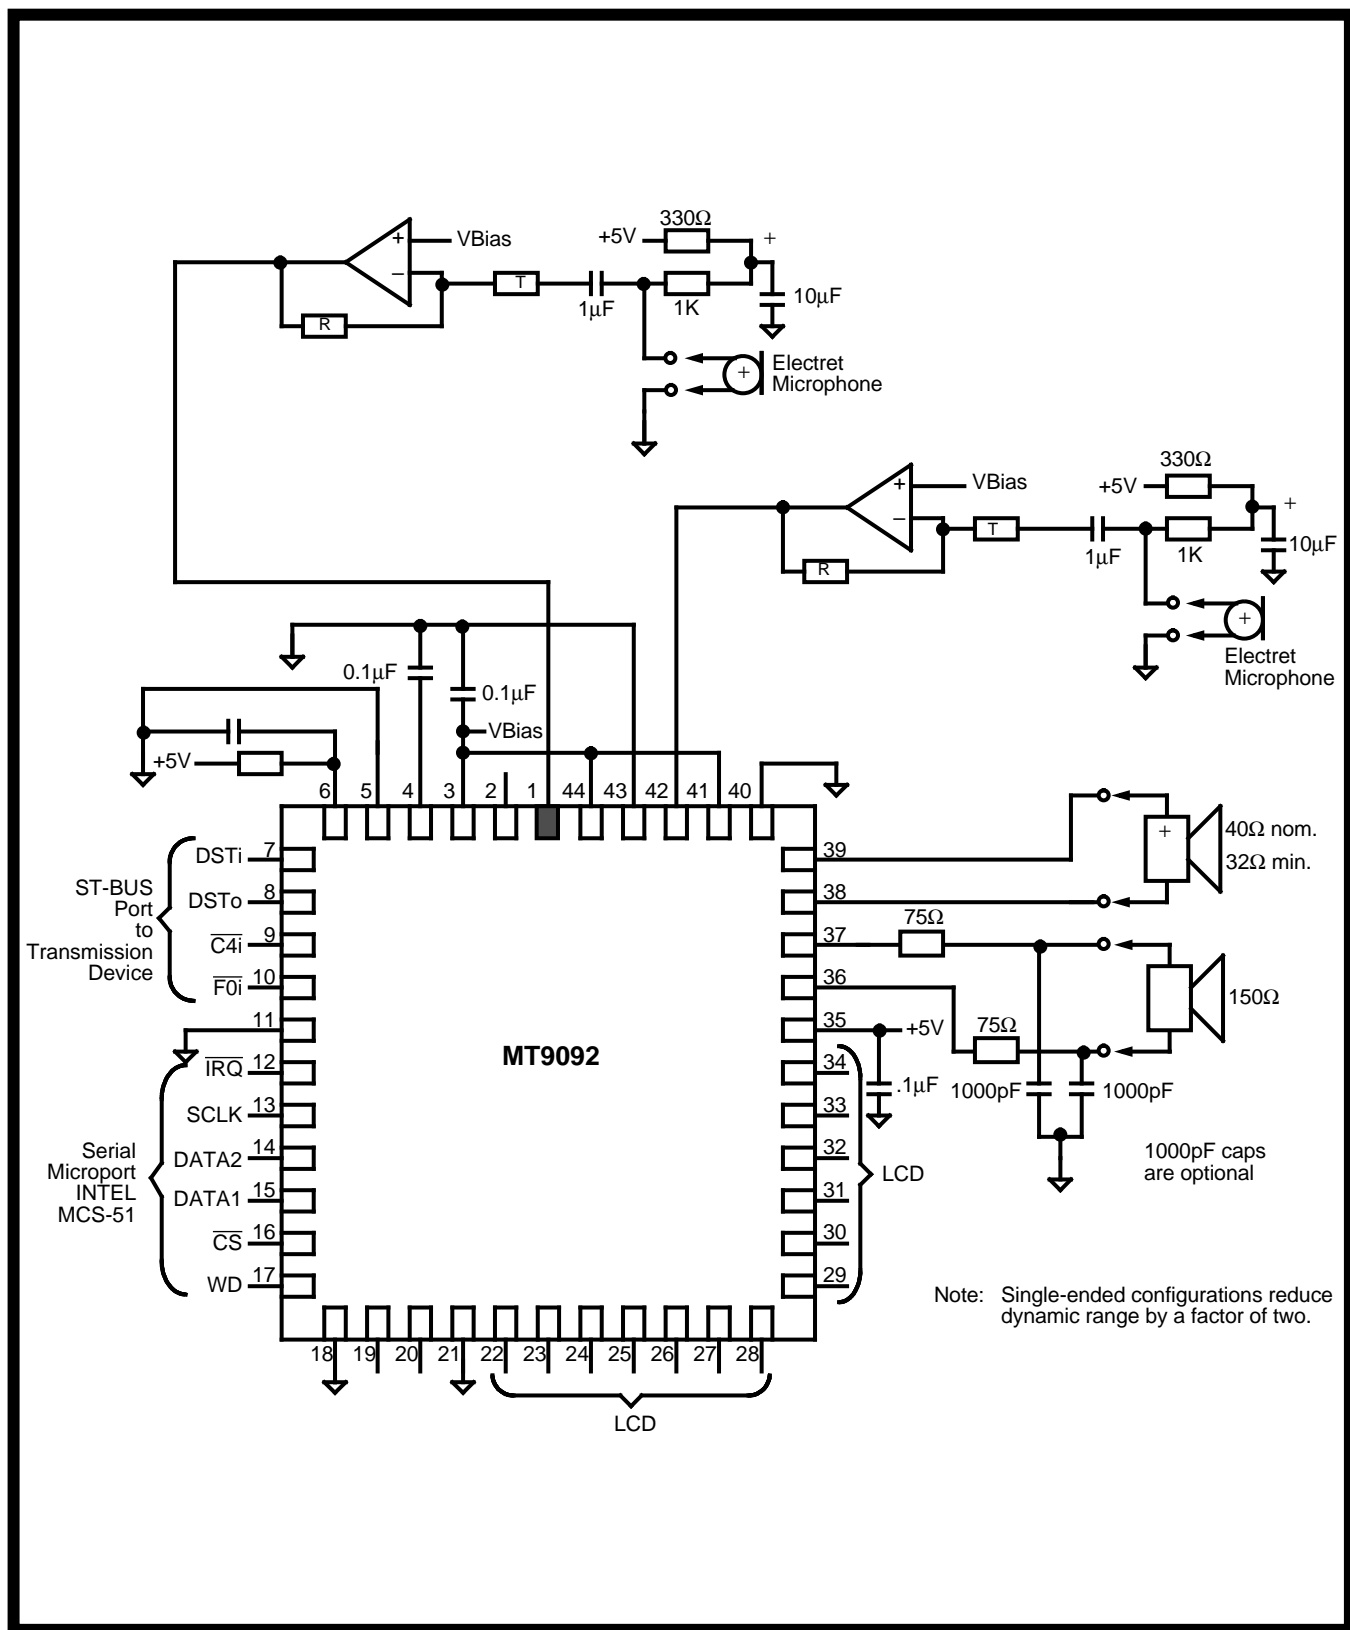 330Ω
+5V
+
+
VBias
−
T
1µF
1K
10µF
R
+
Electret
Microphone
330Ω
+5V
+
+
VBias
−
T
1µF
1K
10µF
R
+
Electret
Microphone
0.1µF
0.1µF
VBias
+5V
6
5
4
3
2
1
44
43
42
41
40
ST-BUS
Port
to
Transmission
Device
DSTi
7
DSTo
8
C4i
9
F0i
10
11
Serial
Microport
INTEL
MCS-51
IRQ
12
SCLK
13
DATA2
14
DATA1
15
CS
16
WD
17
MT9092
39
38
37
36
35
34
33
32
31
30
29
+
40Ω nom.
32Ω min.
75Ω
150Ω
75Ω
+5V
.1µF
1000pF
1000pF
LCD
1000pF caps
are optional
Note: Single-ended configurations reduce
dynamic range by a factor of two.
18
19
20
21
22
23
24
25
26
27
28
LCD